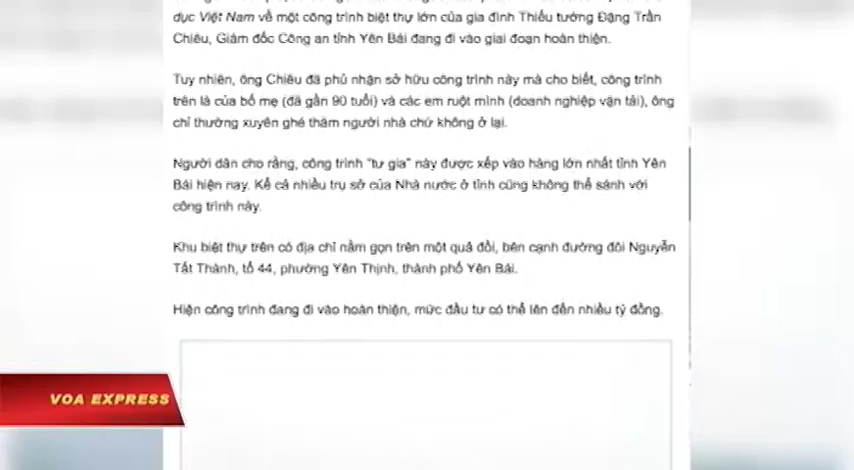 dục Việt Nam về một công trình biệt thự lớn của gia đình Thiếu tướng Đặng Trần
Chiêu, Giám đốc Công an tỉnh Yên Bái đang đi vào giai đoạn hoàn thiện.
Tuy nhiên, ông Chiêu đã phủ nhận sở hữu công trình này mà cho biết, công trình
trên là của bố mẹ (đã gần 90 tuổi) và các em ruột mình (doanh nghiệp vận tải), ông
chỉ thường xuyên ghé thăm người nhà chứ không ở lại.
Người dân cho rằng, công trình "tư gia" này được xếp vào hàng lớn nhất tỉnh Yên
Bái hiện nay. Kể cả nhiều trụ sở của Nhà nước ở tỉnh cũng không thể sánh với
công trình này.
Khu biệt thự trên có địa chỉ nằm gọn trên một quả đồi, bên cạnh đường đôi Nguyễn
Tất Thành, tổ 44, phường Yên Thịnh, thành phố Yên Bái.
Hiện công trình đang đi vào hoàn thiện, mức đầu tư có thể lên đến nhiều tỷ đồng.
VOA EXPRESS